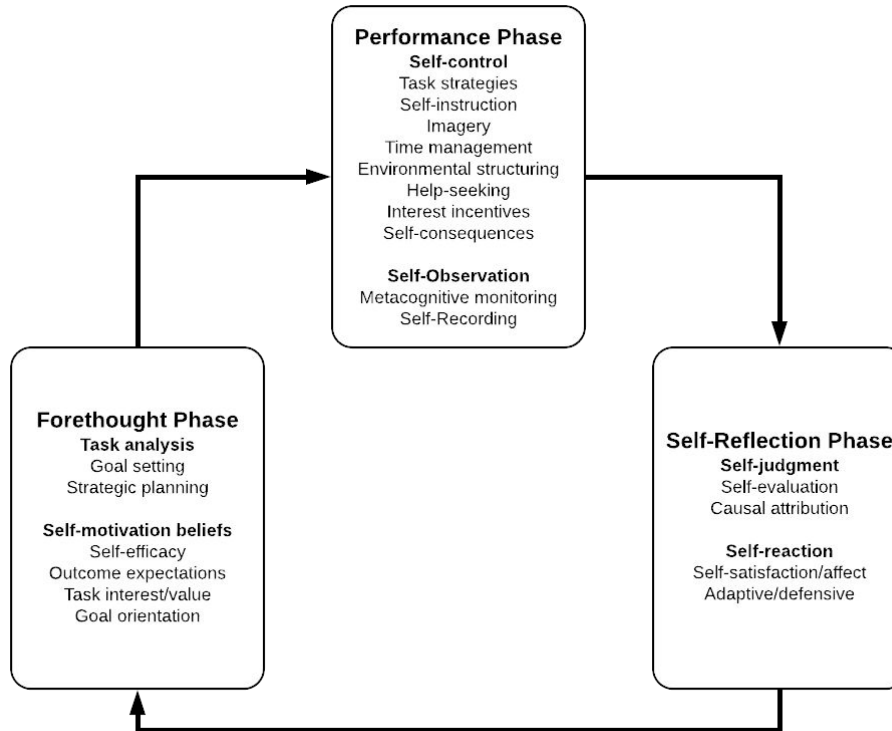 Performance Phase
Self-control
Task strategies
Self-instruction
Imagery
Time management
Environmental structuring
Help-seeking
Interest incentives
Self-consequences
Self-Observation
Metacognitive monitoring
Self-Recording
Forethought Phase
Task analysis
Goal setting
Strategic planning
Self-motivation beliefs
Self-efficacy
Outcome expectations
Task interest/value
Goal orientation
Self-Reflection Phase
Self-judgment
Self-evaluation
Causal attribution
Self-reaction
Self-satisfaction/affect
Adaptive/defensive